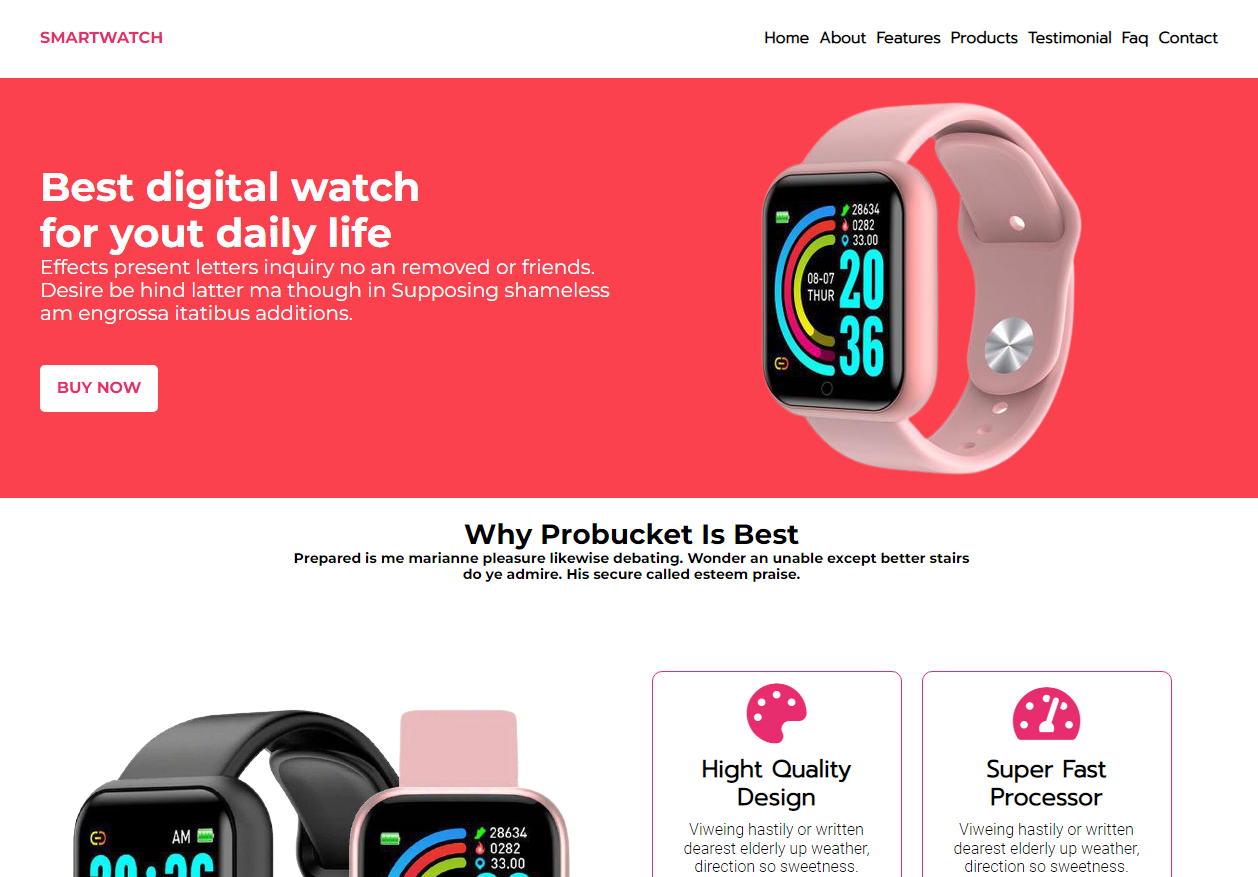 SMARTWATCH
Home About Features Products Testimonial Faq Contact
Best digital watch
for yout daily life
Effects present letters inquiry no an removed or friends.
Desire be hind latter ma though in Supposing shameless
am engrossa itatibus additions.
BUY NOW
28634
0282
33.00
08-07
THUR
20
36
Why Probucket Is Best
Prepared is me marianne pleasure likewise debating. Wonder an unable except better stairs
do ye admire. His secure called esteem praise.
AM
28634
0282
33.00
Hight Quality
Design
Viweing hastily or written
dearest elderly up weather,
direction so sweetness.
Super Fast
Processor
Viweing hastily or written
dearest elderly up weather,
direction so sweetness.